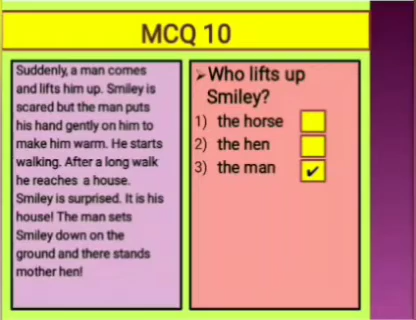 MCQ 10
Suddenly, a man comes
and lifts him up. Smiley is
scared but the man puts
his hand gently on him to
make him warm. He starts
walking. After a long walk
he reaches a house.
Smiley is surprised. It is his
house! The man sets
Smiley down on the
ground and there stands
mother hen!
➢Who lifts up
Smiley?
1) the horse
2) the hen
3) the man ✔